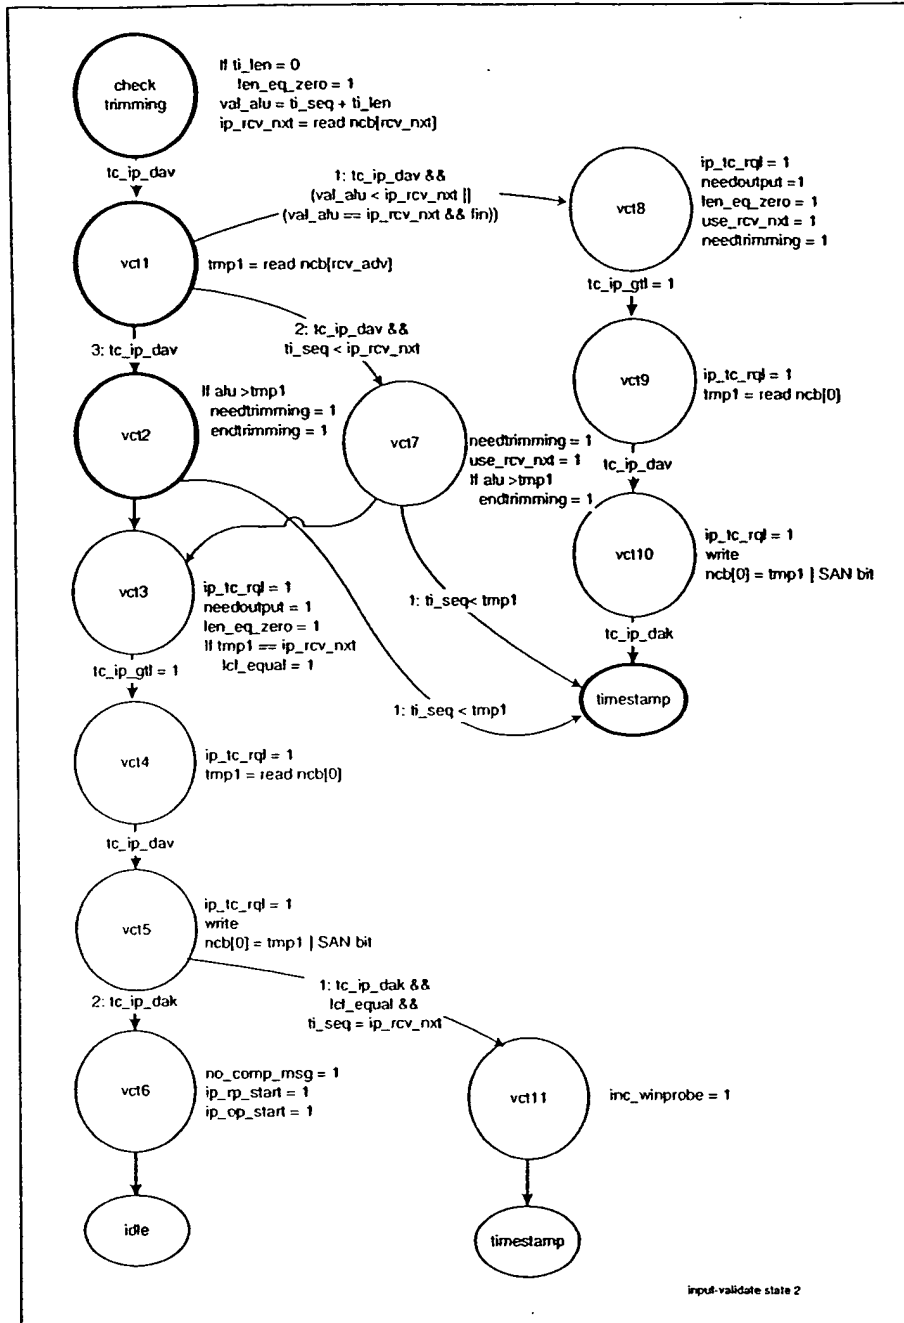 check
trimming
If ti_len = 0
len_eq_zero = 1
val_alu = ti_seq + ti_len
ip_rcv_nxt = read ncb[rcv_nxt]
tc_ip_dav
1: tc_ip_dav &&
(val_alu < ip_rcv_nxt ||
(val_alu == ip_rcv_nxt && fin))
vct8
ip_tc_rql = 1
needoutput =1
len_eq_zero = 1
use_rcv_nxt = 1
needtrimming = 1
vct1
tmp1 = read ncb[rcv_adv]
tc_ip_gtl = 1
2: tc_ip_dav &&
ti_seq < ip_rcv_nxt
3: tc_ip_dav
vct9
ip_tc_rql = 1
tmp1 = read ncb[0]
vct2
If alu >tmp1
needtrimming = 1
endtrimming = 1
vct7
needtrimming = 1
use_rcv_nxt = 1
If alu >tmp1
endtrimming = 1
tc_ip_dav
vct10
ip_tc_rql = 1
write
ncb[0] = tmp1 | SAN bit
vct3
ip_tc_rql = 1
needoutput = 1
len_eq_zero = 1
If tmp1 == ip_rcv_nxt
lcl_equal = 1
1: ti_seq< tmp1
tc_ip_dak
tc_ip_gtl = 1
timestamp
1: ti_seq < tmp1
vct4
ip_tc_rql = 1
tmp1 = read ncb[0]
tc_ip_dav
vct5
ip_tc_rql = 1
write
ncb[0] = tmp1 | SAN bit
1: tc_ip_dak &&
lcl_equal &&
ti_seq = ip_rcv_nxt
2: tc_ip_dak
vct6
no_comp_msg = 1
ip_rp_start = 1
ip_op_start = 1
vct11
inc_winprobe = 1
idle
timestamp
input-validate state 2